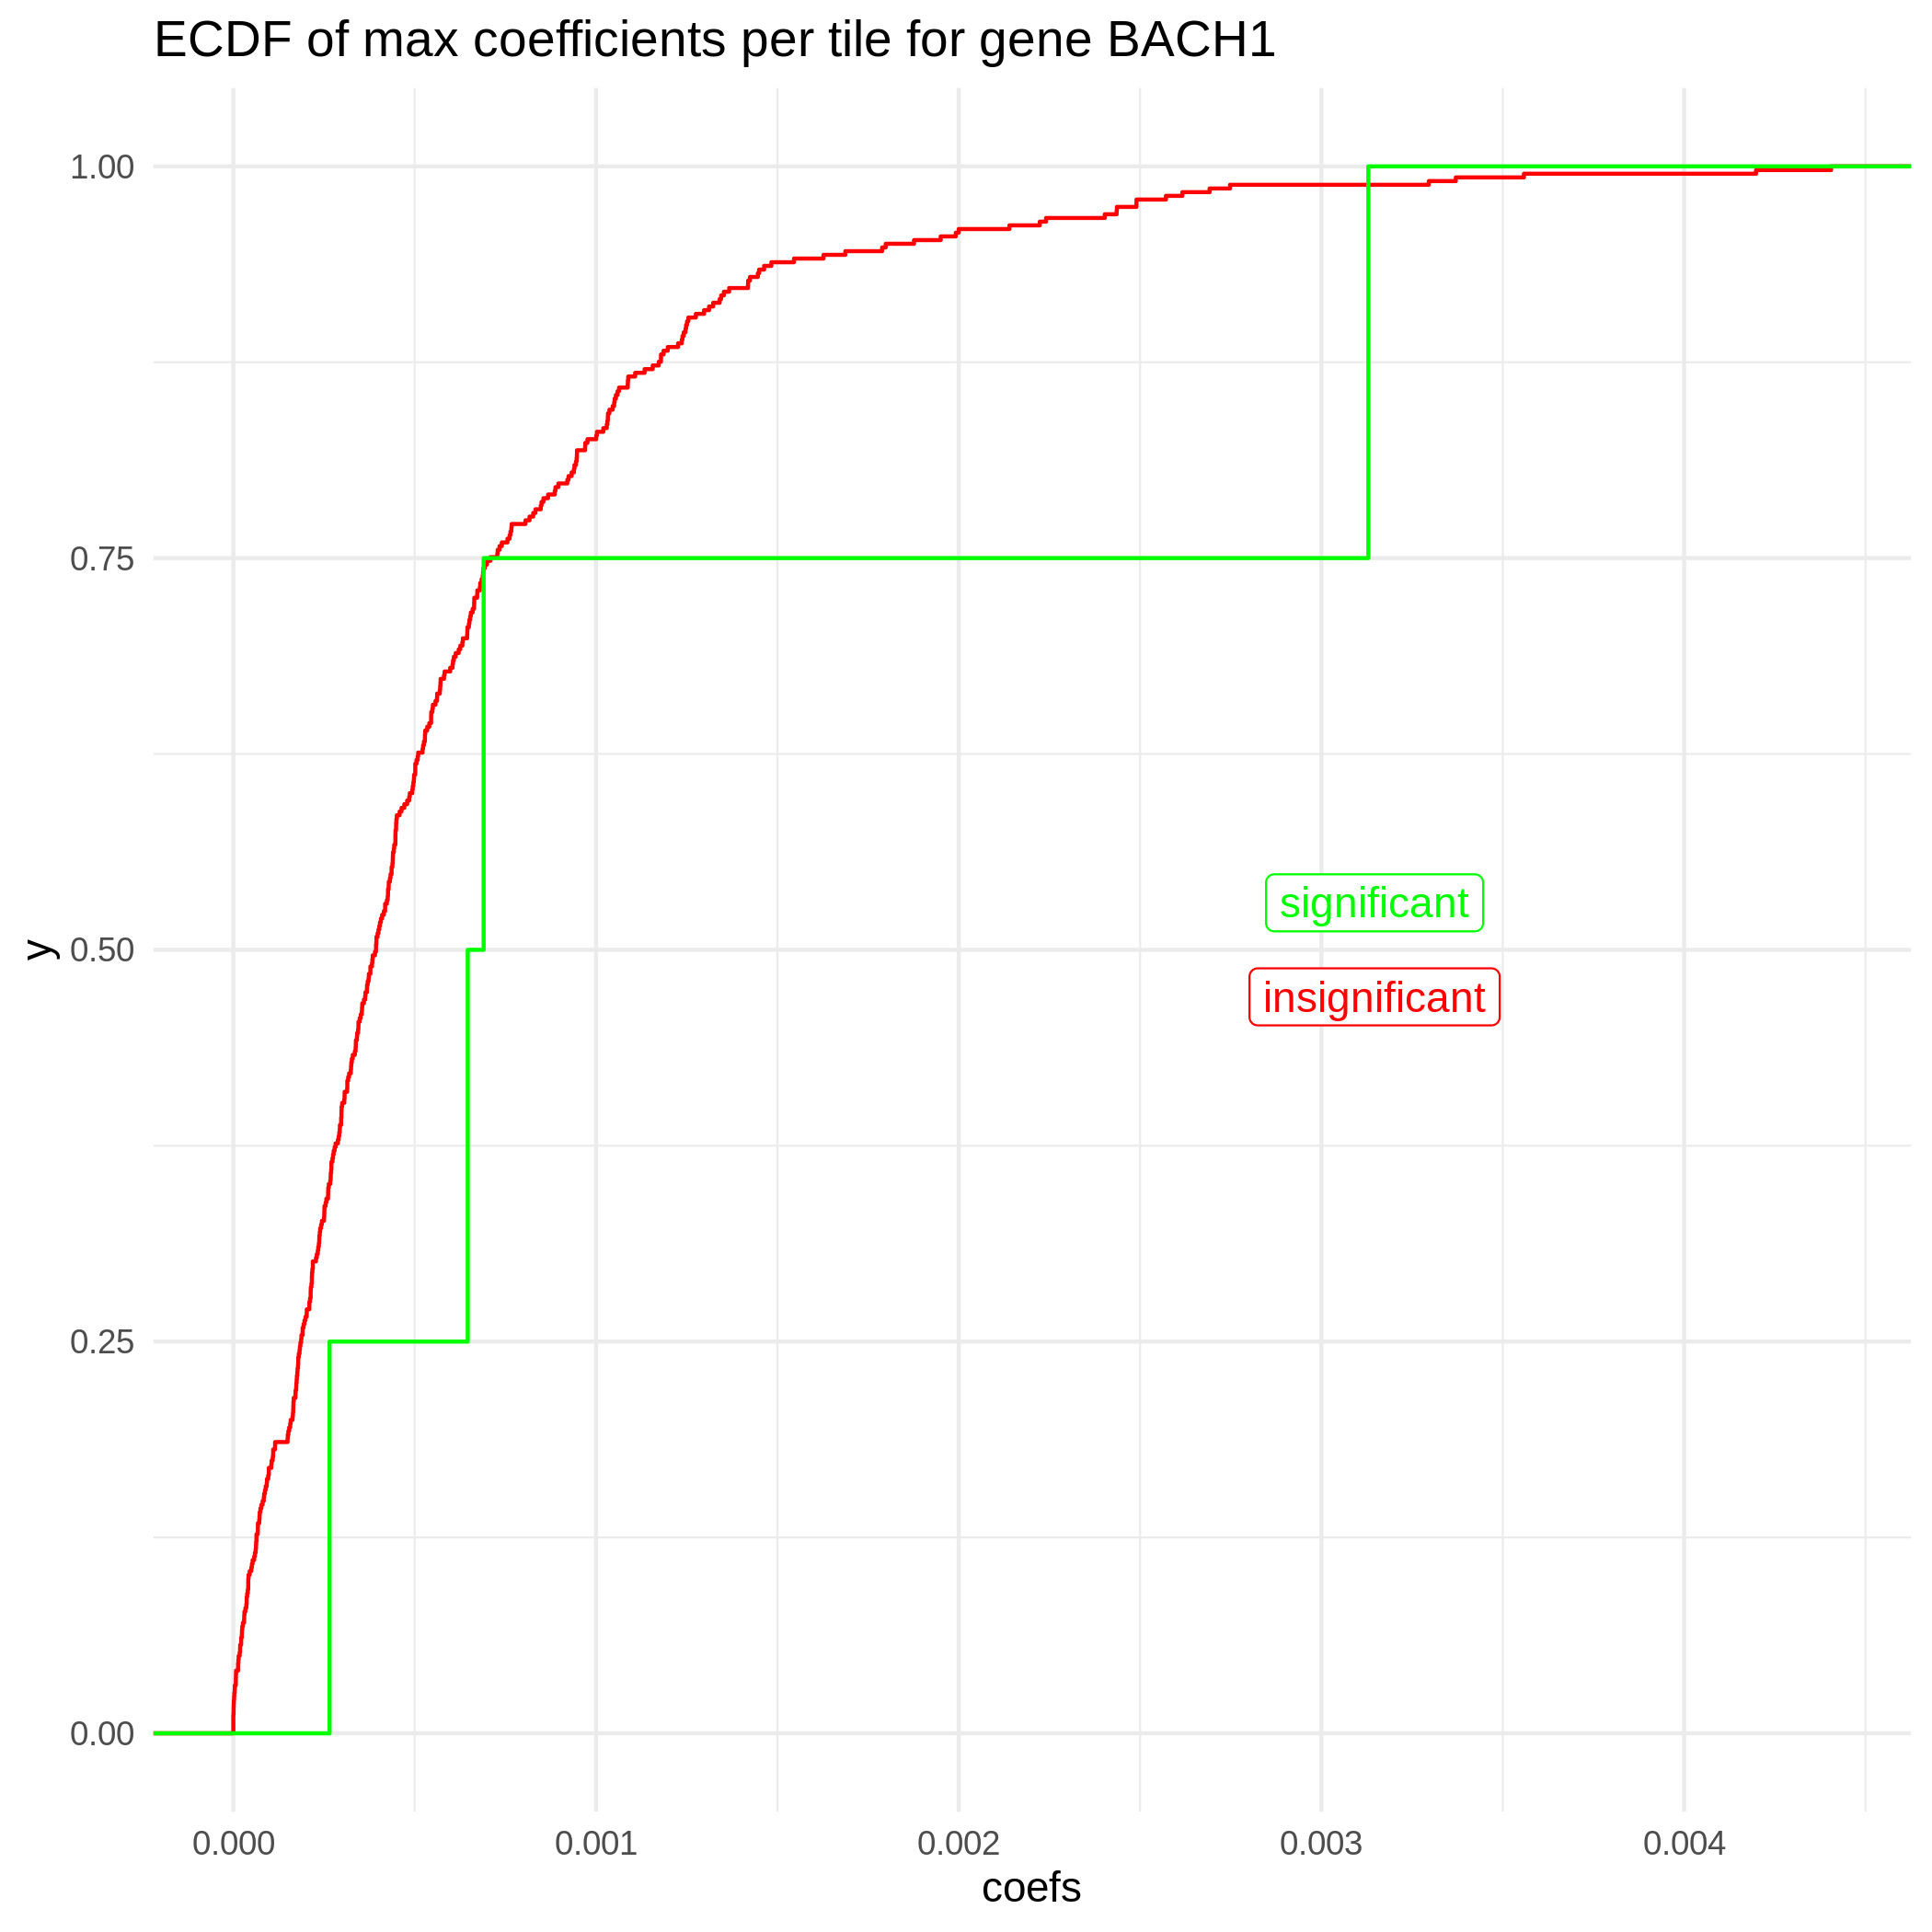 ECDF of max coefficients per tile for gene BACH1
1.00
0.75
0.50
0.25
0.00
y
significant
insignificant
0.000 0.001 0.002 0.003 0.004
coefs